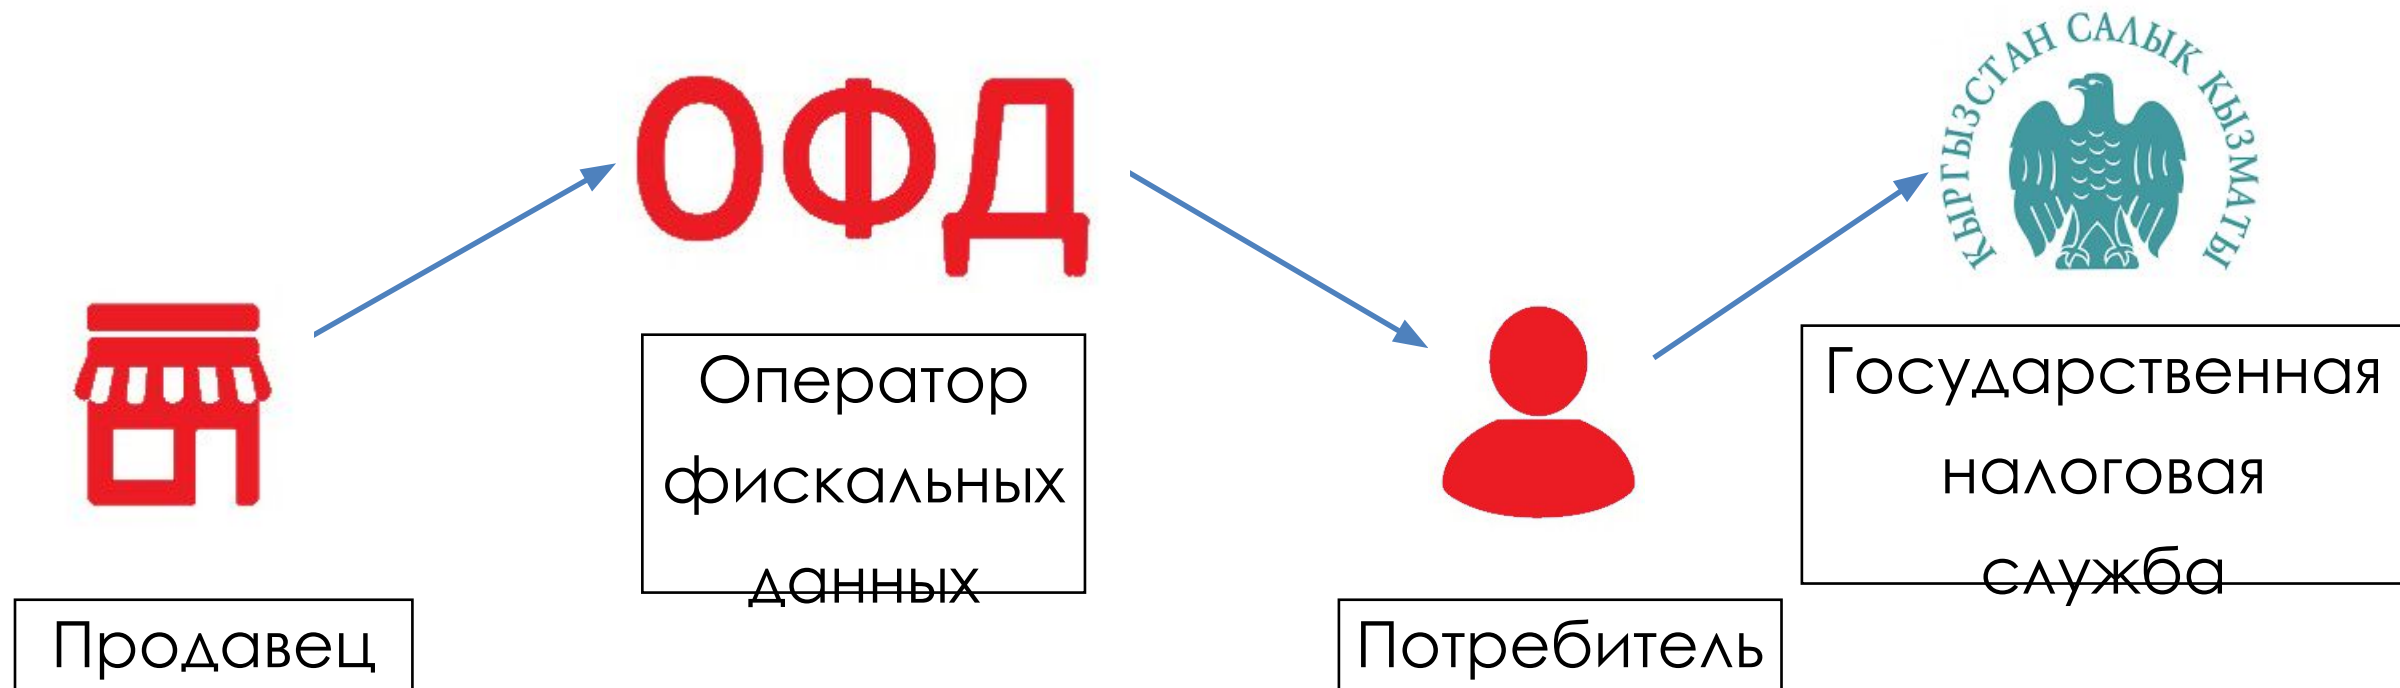 КЫРГЫЗСТАН САЛЫК КЫЗМАТЫ
ОФД
Оператор
фискальных
данных
Государственная
налоговая
служба
Продавец
Потребитель